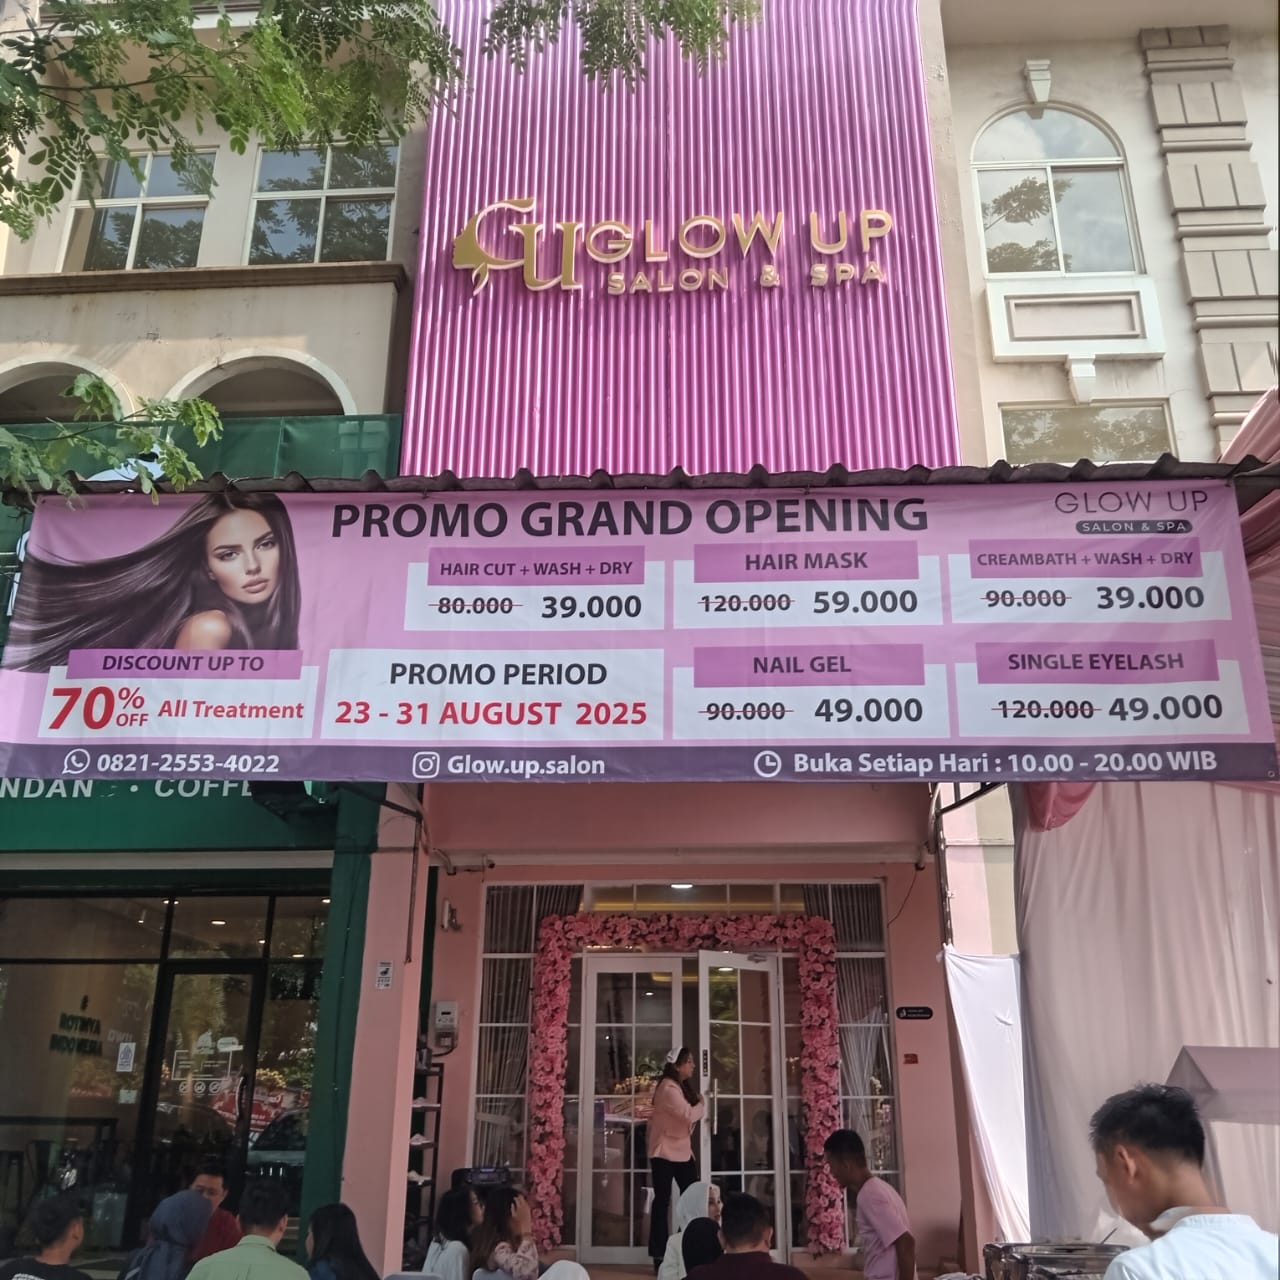 GU GLOW UP
SALON & SPA
PROMO GRAND OPENING
GLOW UP
SALON & SPA
HAIR CUT + WASH + DRY
80.000 39.000
HAIR MASK
120.000 59.000
CREAMBATH + WASH + DRY
90.000 39.000
DISCOUNT UP TO
70% OFF All Treatment
PROMO PERIOD
23 - 31 AUGUST 2025
NAIL GEL
90.000 49.000
SINGLE EYELASH
120.000 49.000
0821-2553-4022
Glow.up.salon
Buka Setiap Hari : 10.00 - 20.00 WIB
NDAN • COFFE